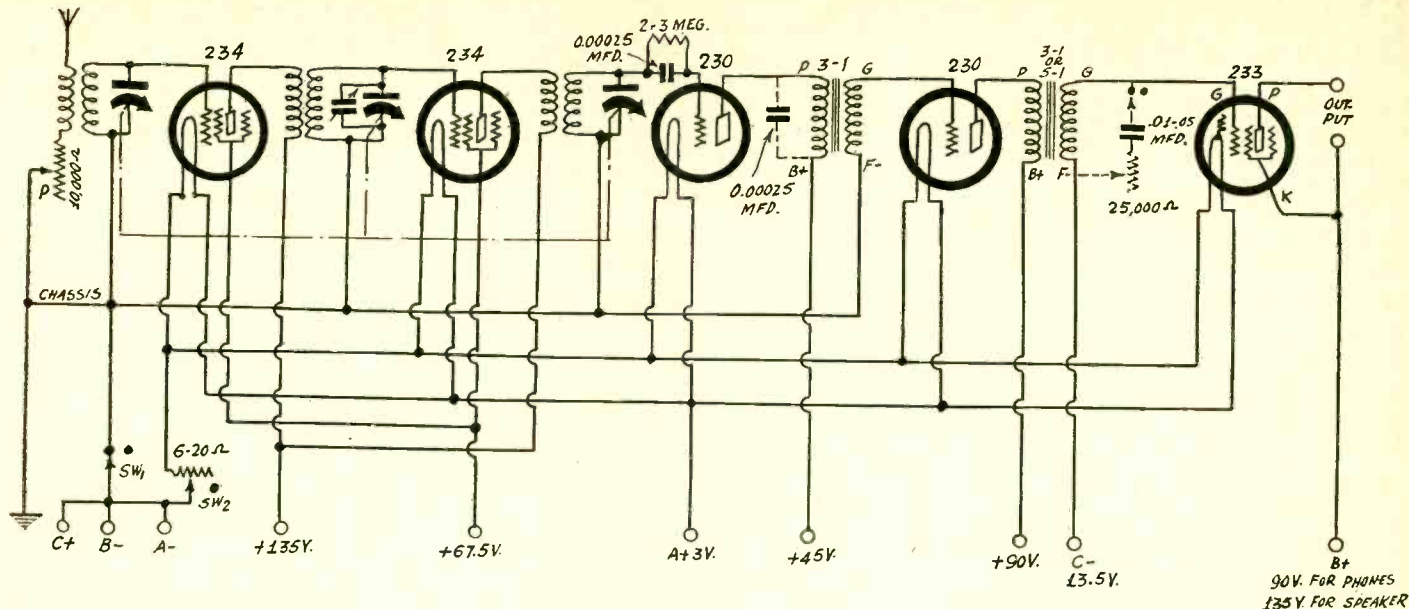 234
234
0.00025
MFD.
2-3 MEG.
230
P 3-1 G
230
3-1
OR
P 5-1 G
233
G P
OUT-
PUT
.01-.05
MFD.
P
10,000Ω
0.00025
MFD.
B+
F-
B+ F-
25,000Ω
K
CHASSIS
6-20Ω
SW1
SW2
C+
B-
A-
+135V.
+67.5V.
A+3V.
+45V.
+90V.
C-
13.5V.
B+
90V. FOR PHONES
135V. FOR SPEAKER